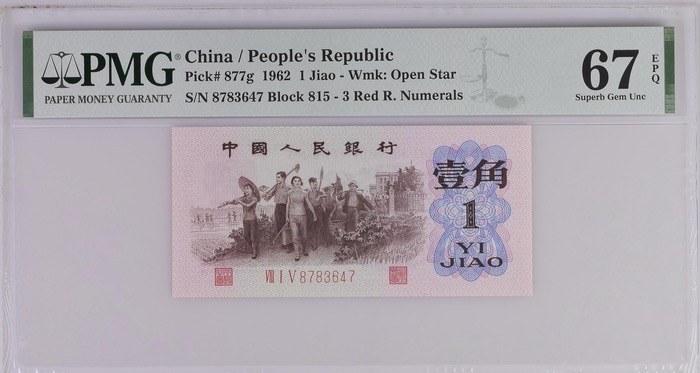 PMG®
PAPER MONEY GUARANTY
China / People's Republic
Pick# 877g 1962 1 Jiao - Wmk: Open Star
S/N 8783647 Block 815 - 3 Red R. Numerals
67 EPQ
Superb Gem Unc
中國人民銀行
壹角
1
YI
JIAO
VIII I V 8783647